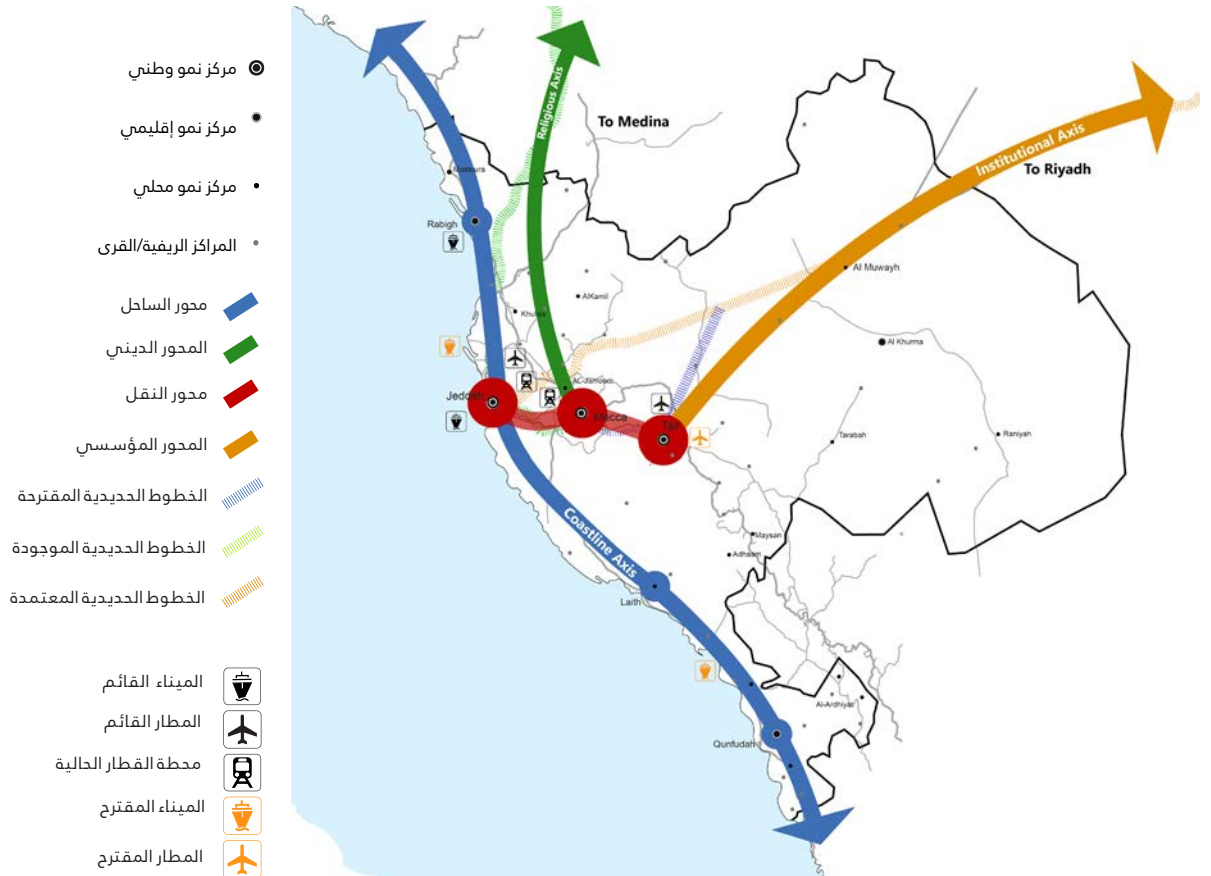 مركز نمو وطني
مركز نمو إقليمي
مركز نمو محلي
المراكز الريفية/القرى
محور الساحل
المحور الديني
محور النقل
المحور المؤسسي
الخطوط الحديدية المقترحة
الخطوط الحديدية الموجودة
الخطوط الحديدية المعتمدة
الميناء القائم
المطار القائم
محطة القطار الحالية
الميناء المقترح
المطار المقترح
Religious Axis
To Medina
Institutional Axis
To Riyadh
Rabigh
Al Muwayh
AlKamil
Khulais
Al Khurma
AL-Jamoom
Jeddah
Mecca
Taif
Tarabah
Raniyah
Coastline Axis
Maysan
Adham
Laith
Al-Ardhiyat
Qunfudah